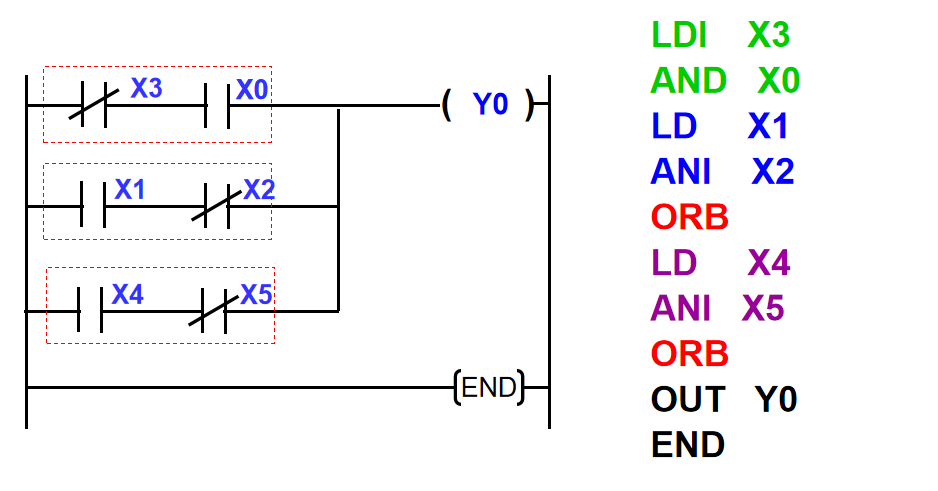 X3 X0
( Y0 )
X1 X2
X4 X5
[END]
LDI X3
AND X0
LD X1
ANI X2
ORB
LD X4
ANI X5
ORB
OUT Y0
END